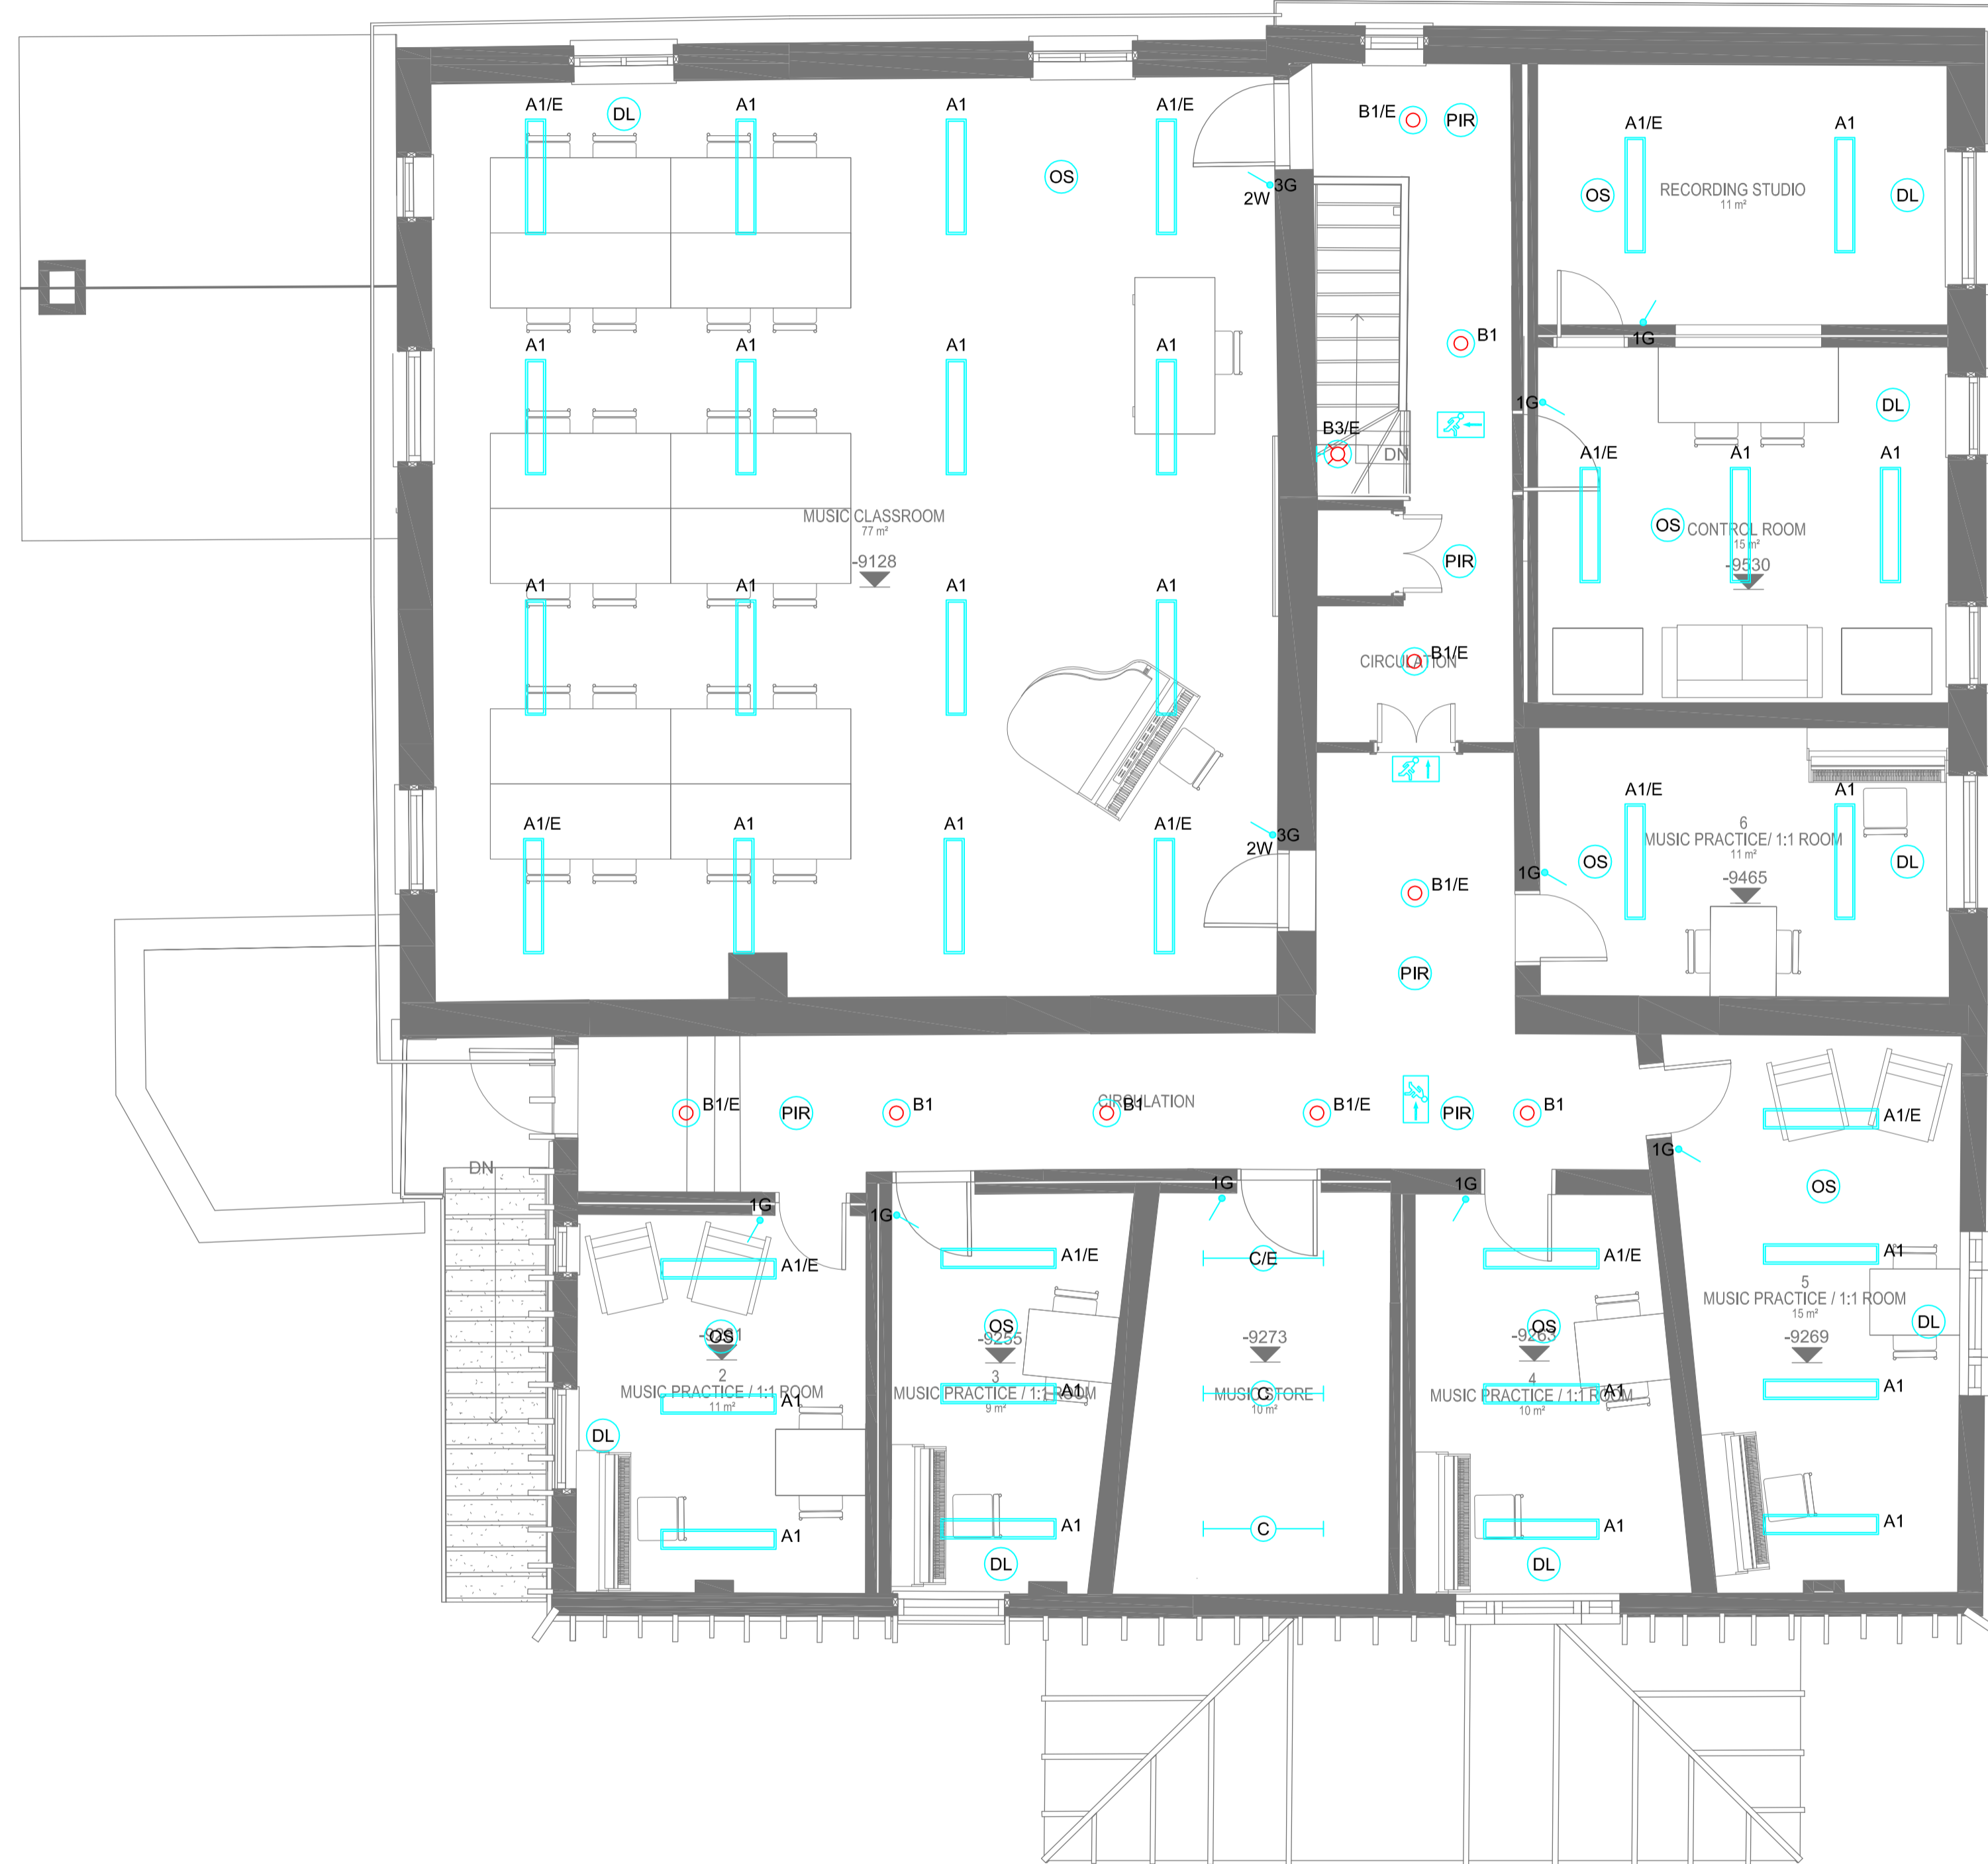 A1/E
DL
A1
A1
A1/E
B1/E
PIR
A1/E
A1
OS
3G
2W
OS
RECORDING STUDIO
11 m²
DL
A1
A1
A1
A1
B1
1G
1G
DL
B3/E
DN
A1/E
A1
A1
MUSIC CLASSROOM
77 m²
-9128
OS
CONTROL ROOM
15 m²
-9530
PIR
A1
A1
A1
A1
CIRCULATION
B1/E
A1/E
A1
A1
A1/E
3G
2W
A1/E
A1
6
MUSIC PRACTICE/ 1:1 ROOM
11 m²
OS
DL
1G
-9465
B1/E
PIR
B1/E
PIR
B1
B1
CIRCULATION
B1/E
PIR
B1
A1/E
1G
DN
OS
1G
1G
1G
1G
A1/E
C/E
A1/E
A1
OS
2
MUSIC PRACTICE / 1:1 ROOM
11 m²
A1
DL
A1
OS
-9255
3
MUSIC PRACTICE / 1:1 ROOM
9 m²
A1
A1
DL
-9273
MUSIC STORE
10 m²
C
C
OS
-9263
4
MUSIC PRACTICE / 1:1 ROOM
10 m²
A1
A1
DL
5
MUSIC PRACTICE / 1:1 ROOM
15 m²
-9269
DL
A1
A1